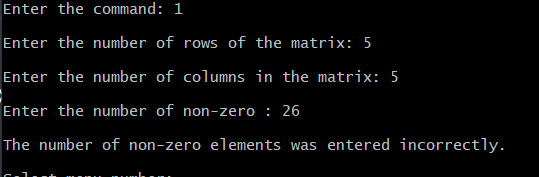 Enter the command: 1
Enter the number of rows of the matrix: 5
Enter the number of columns in the matrix: 5
Enter the number of non-zero : 26
The number of non-zero elements was entered incorrectly.
Select menu number: